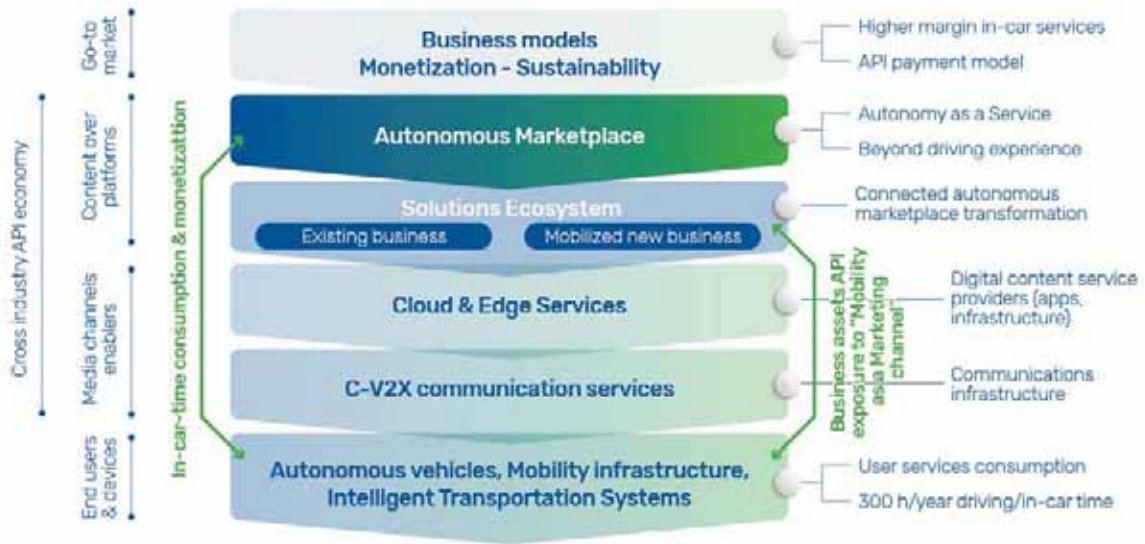 Go-to
market
Business models
Monetization - Sustainability
Higher margin in-car services
API payment model
Cross industry API economy
Content over
platforms
In-car-time consumption & monetization
Autonomous Marketplace
Autonomy as a Service
Beyond driving experience
Solutions Ecosystem
Existing business
Mobilized new business
Connected autonomous
marketplace transformation
Media channels
enablers
Cloud & Edge Services
Business assets API
exposure to "Mobility
as a Marketing
channel"
Digital content service
providers (apps,
infrastructure)
C-V2X communication services
Communications
infrastructure
End users
& devices
Autonomous vehicles, Mobility infrastructure,
Intelligent Transportation Systems
User services consumption
300 h/year driving/in-car time